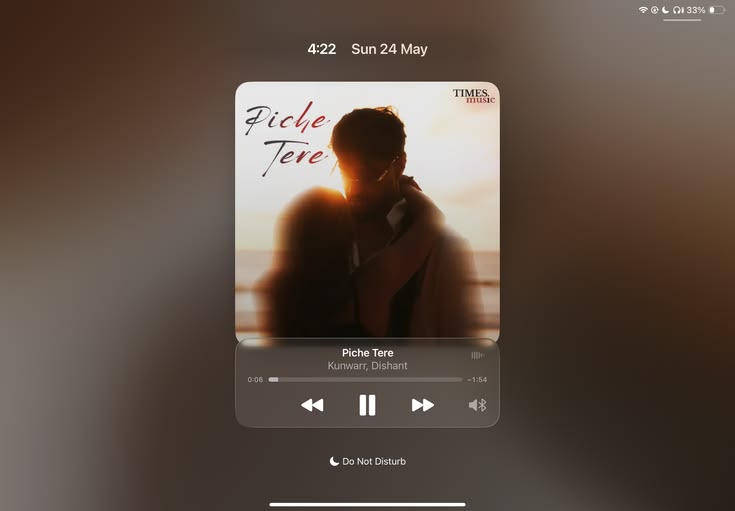 33%
4:22 Sun 24 May
TIMES
music
Piche
Tere
Piche Tere
Kunwarr, Dishant
0:06 -1:54
Do Not Disturb